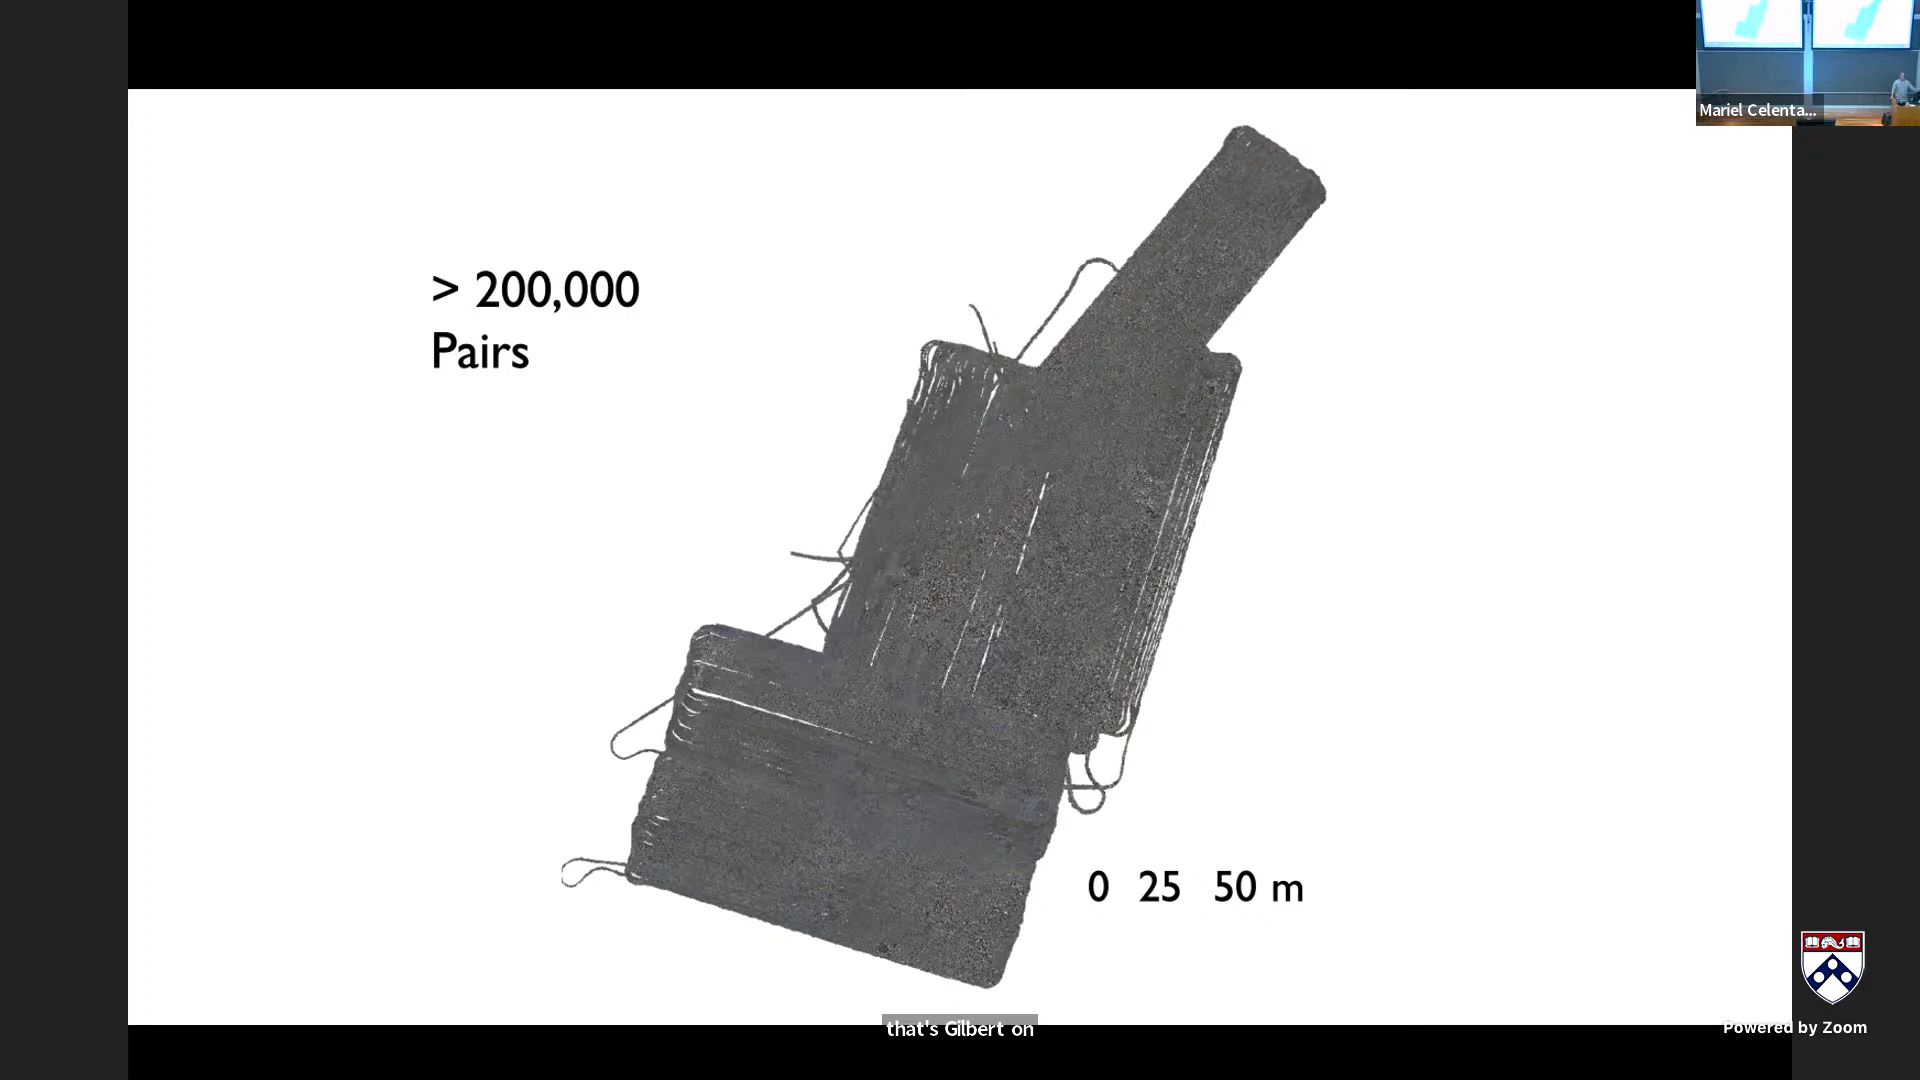 Mariel Celenta...
> 200,000
Pairs
0 25 50 m
that's Gilbert on
Powered by Zoom